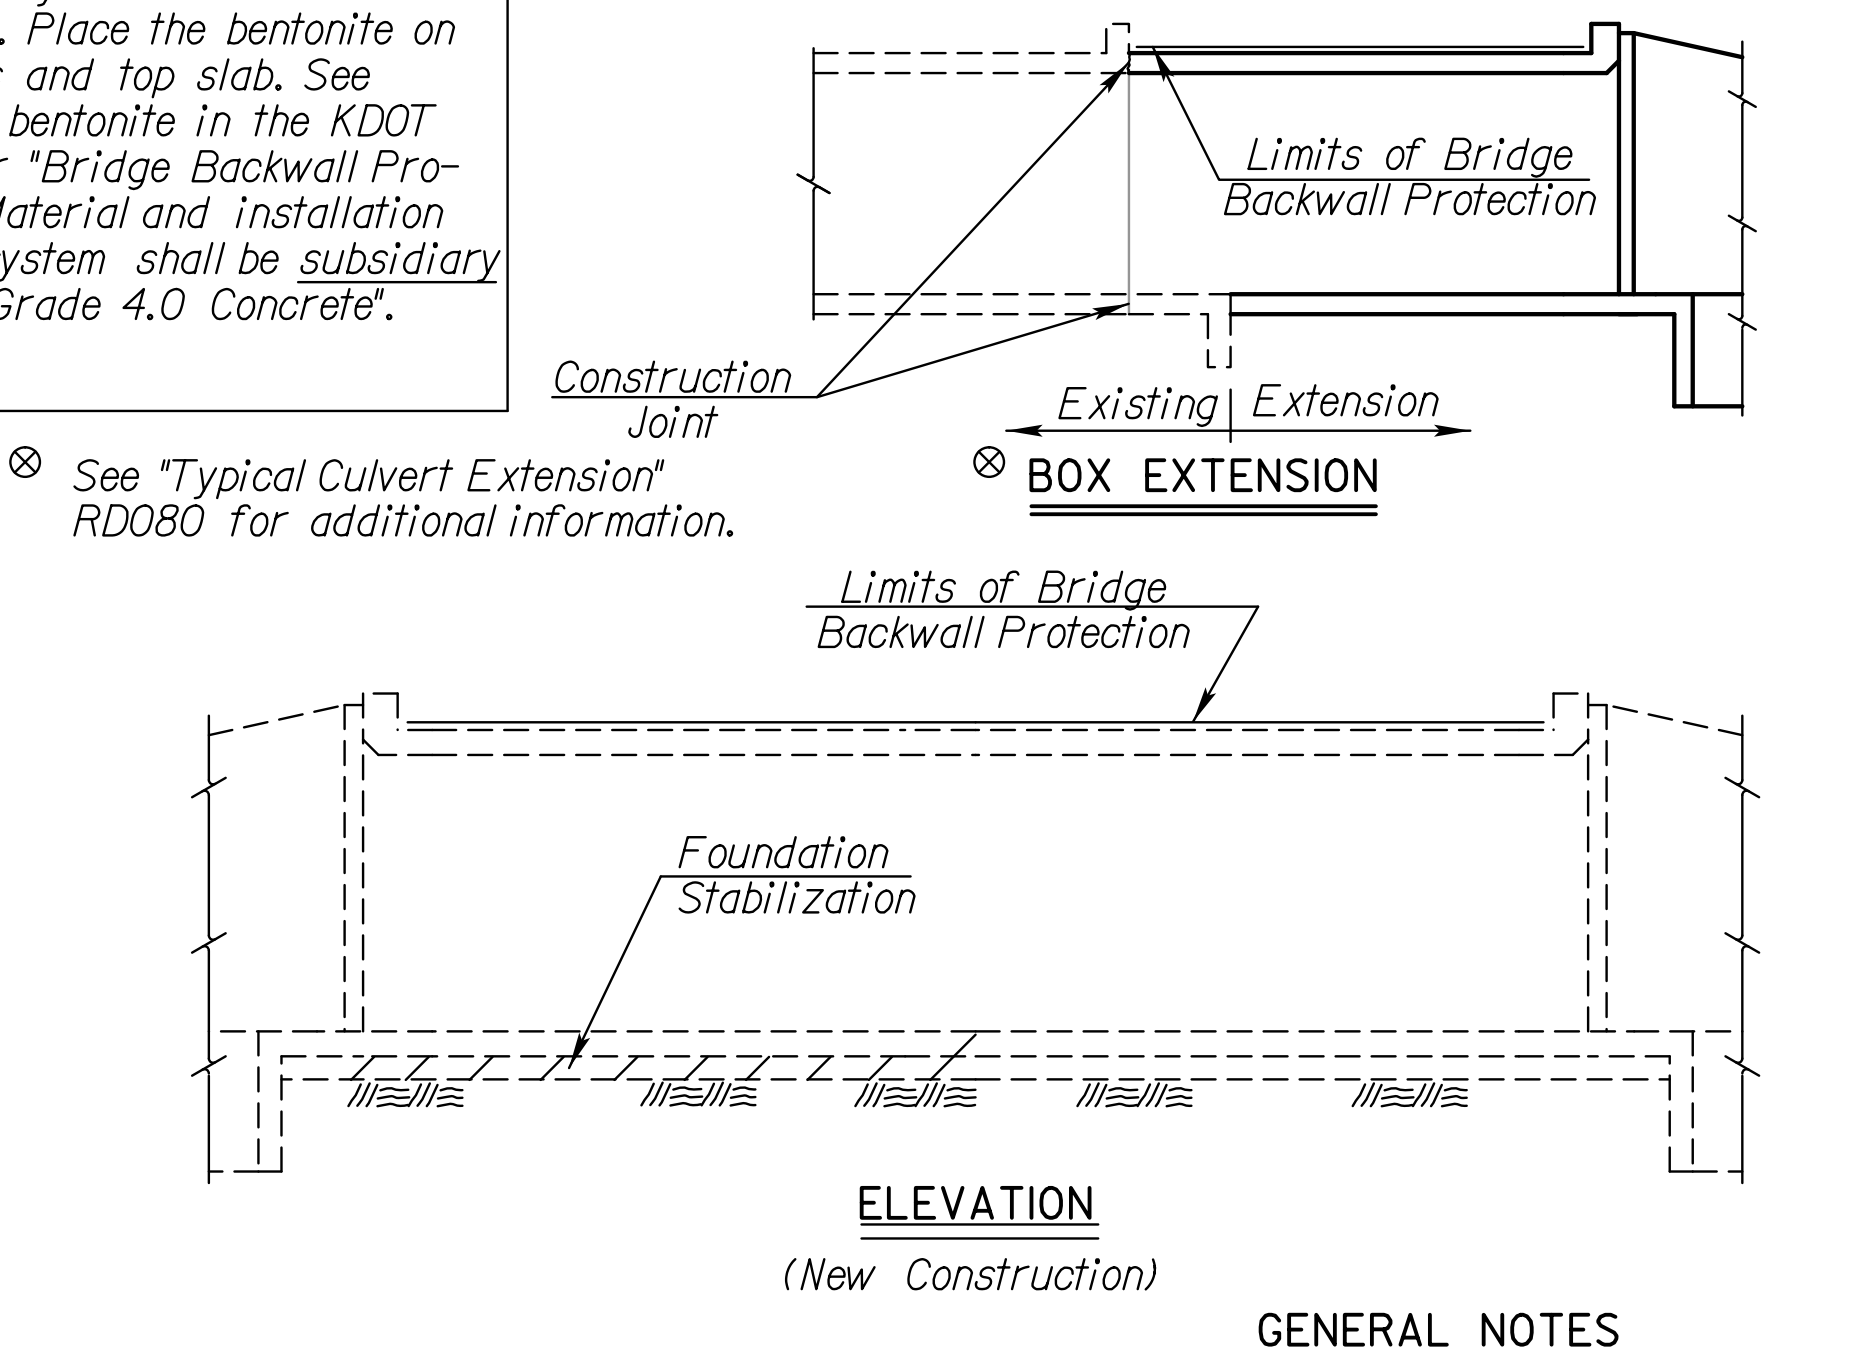 . Place the bentonite on
and top slab. See
bentonite in the KDOT
"Bridge Backwall Pro-
Material and installation
ystem shall be subsidiary
Grade 4.0 Concrete".
Limits of Bridge
Backwall Protection
Construction
Joint
Existing
Extension
⊗ See "Typical Culvert Extension"
RD080 for additional information.
⊗ BOX EXTENSION
Limits of Bridge
Backwall Protection
Foundation
Stabilization
ELEVATION
(New Construction)
GENERAL NOTES